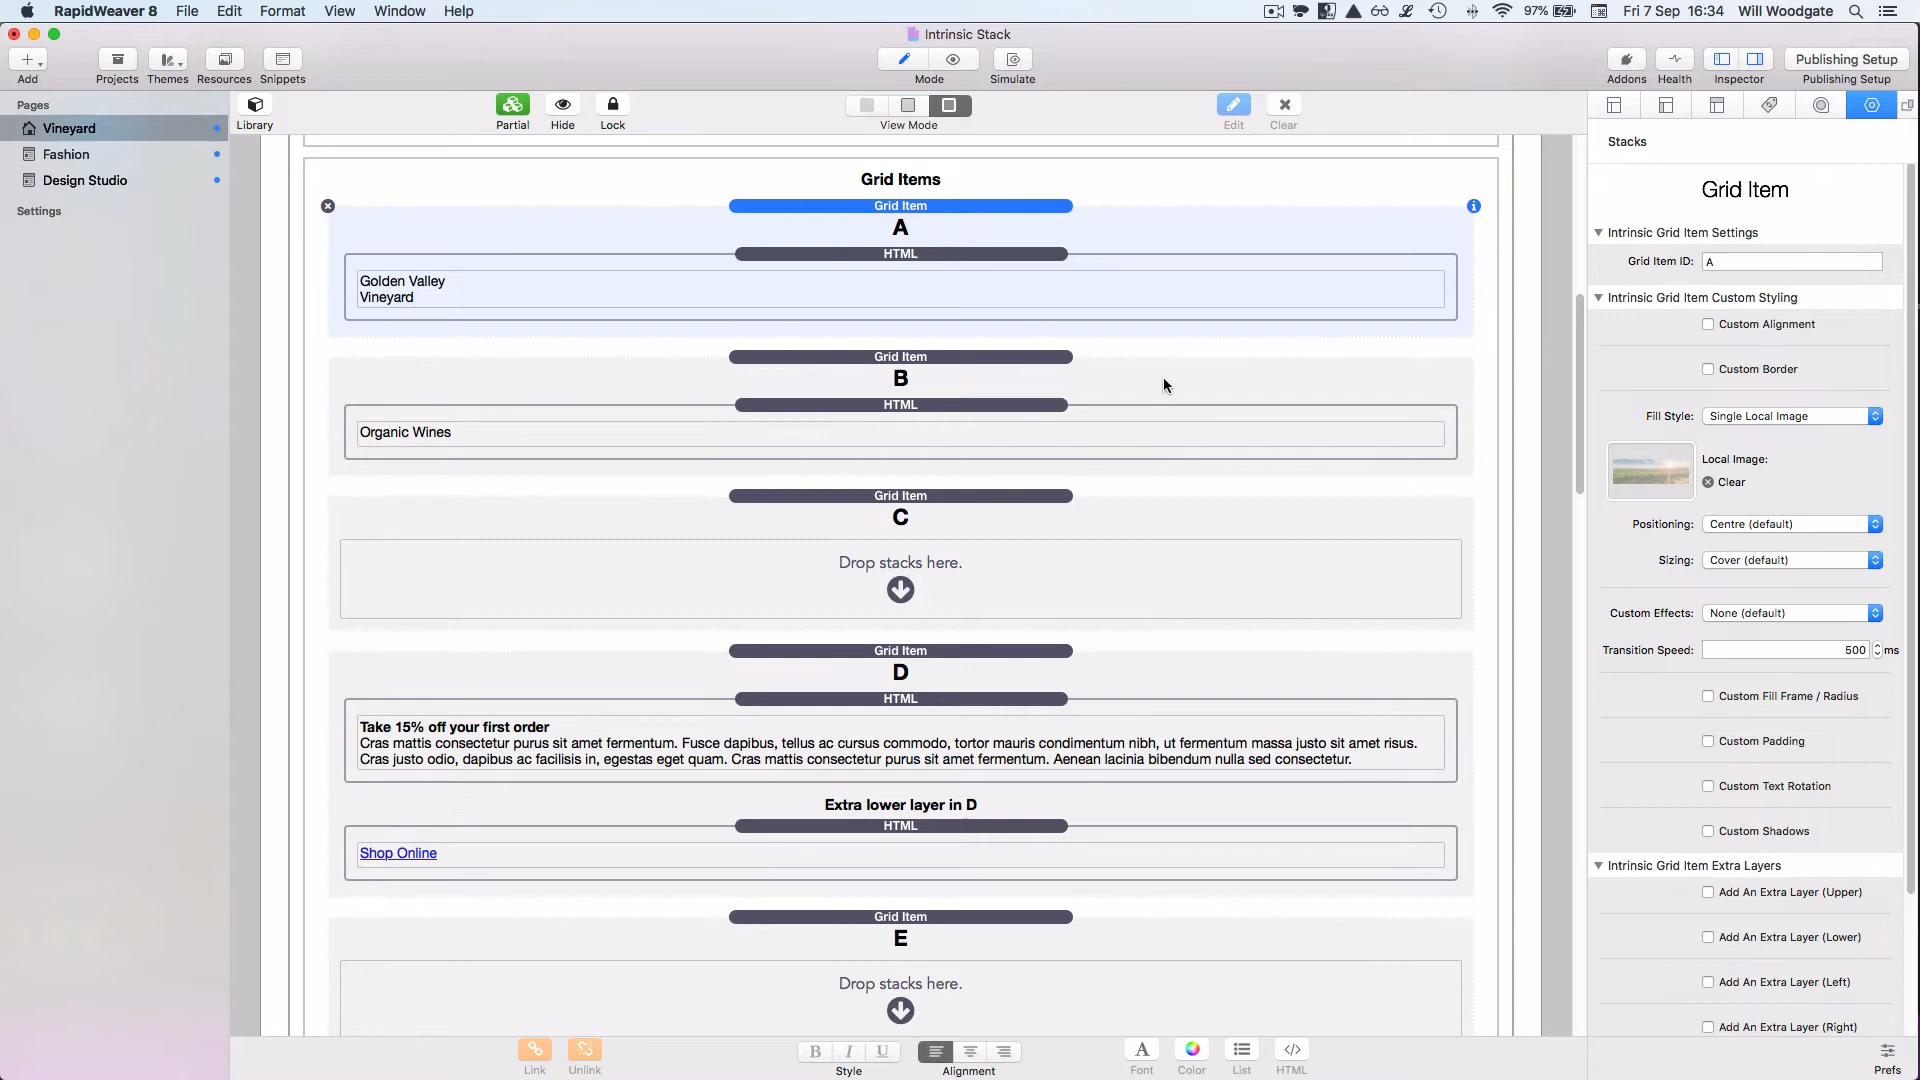 RapidWeaver 8 File Edit Format View Window Help
97% Fri 7 Sep 16:34 Will Woodgate
Intrinsic Stack
Add
Projects
Themes
Resources
Snippets
Mode
Simulate
Addons
Health
Inspector
Publishing Setup
Publishing Setup
Pages
Vineyard
Fashion
Design Studio
Settings
Library
Partial
Hide
Lock
View Mode
Edit
Clear
Grid Items
Grid Item
A
HTML
Golden Valley
Vineyard
Grid Item
B
HTML
Organic Wines
Grid Item
C
Drop stacks here.
Grid Item
D
HTML
Take 15% off your first order
Cras mattis consectetur purus sit amet fermentum. Fusce dapibus, tellus ac cursus commodo, tortor mauris condimentum nibh, ut fermentum massa justo sit amet risus.
Cras justo odio, dapibus ac facilisis in, egestas eget quam. Cras mattis consectetur purus sit amet fermentum. Aenean lacinia bibendum nulla sed consectetur.
Extra lower layer in D
HTML
Shop Online
Grid Item
E
Drop stacks here.
Link
Unlink
B I U
Style
Alignment
A
Font
Color
List
HTML
Stacks
Grid Item
Intrinsic Grid Item Settings
Grid Item ID: A
Intrinsic Grid Item Custom Styling
Custom Alignment
Custom Border
Fill Style: Single Local Image
Local Image:
Clear
Positioning: Centre (default)
Sizing: Cover (default)
Custom Effects: None (default)
Transition Speed: 500 ms
Custom Fill Frame / Radius
Custom Padding
Custom Text Rotation
Custom Shadows
Intrinsic Grid Item Extra Layers
Add An Extra Layer (Upper)
Add An Extra Layer (Lower)
Add An Extra Layer (Left)
Add An Extra Layer (Right)
Prefs